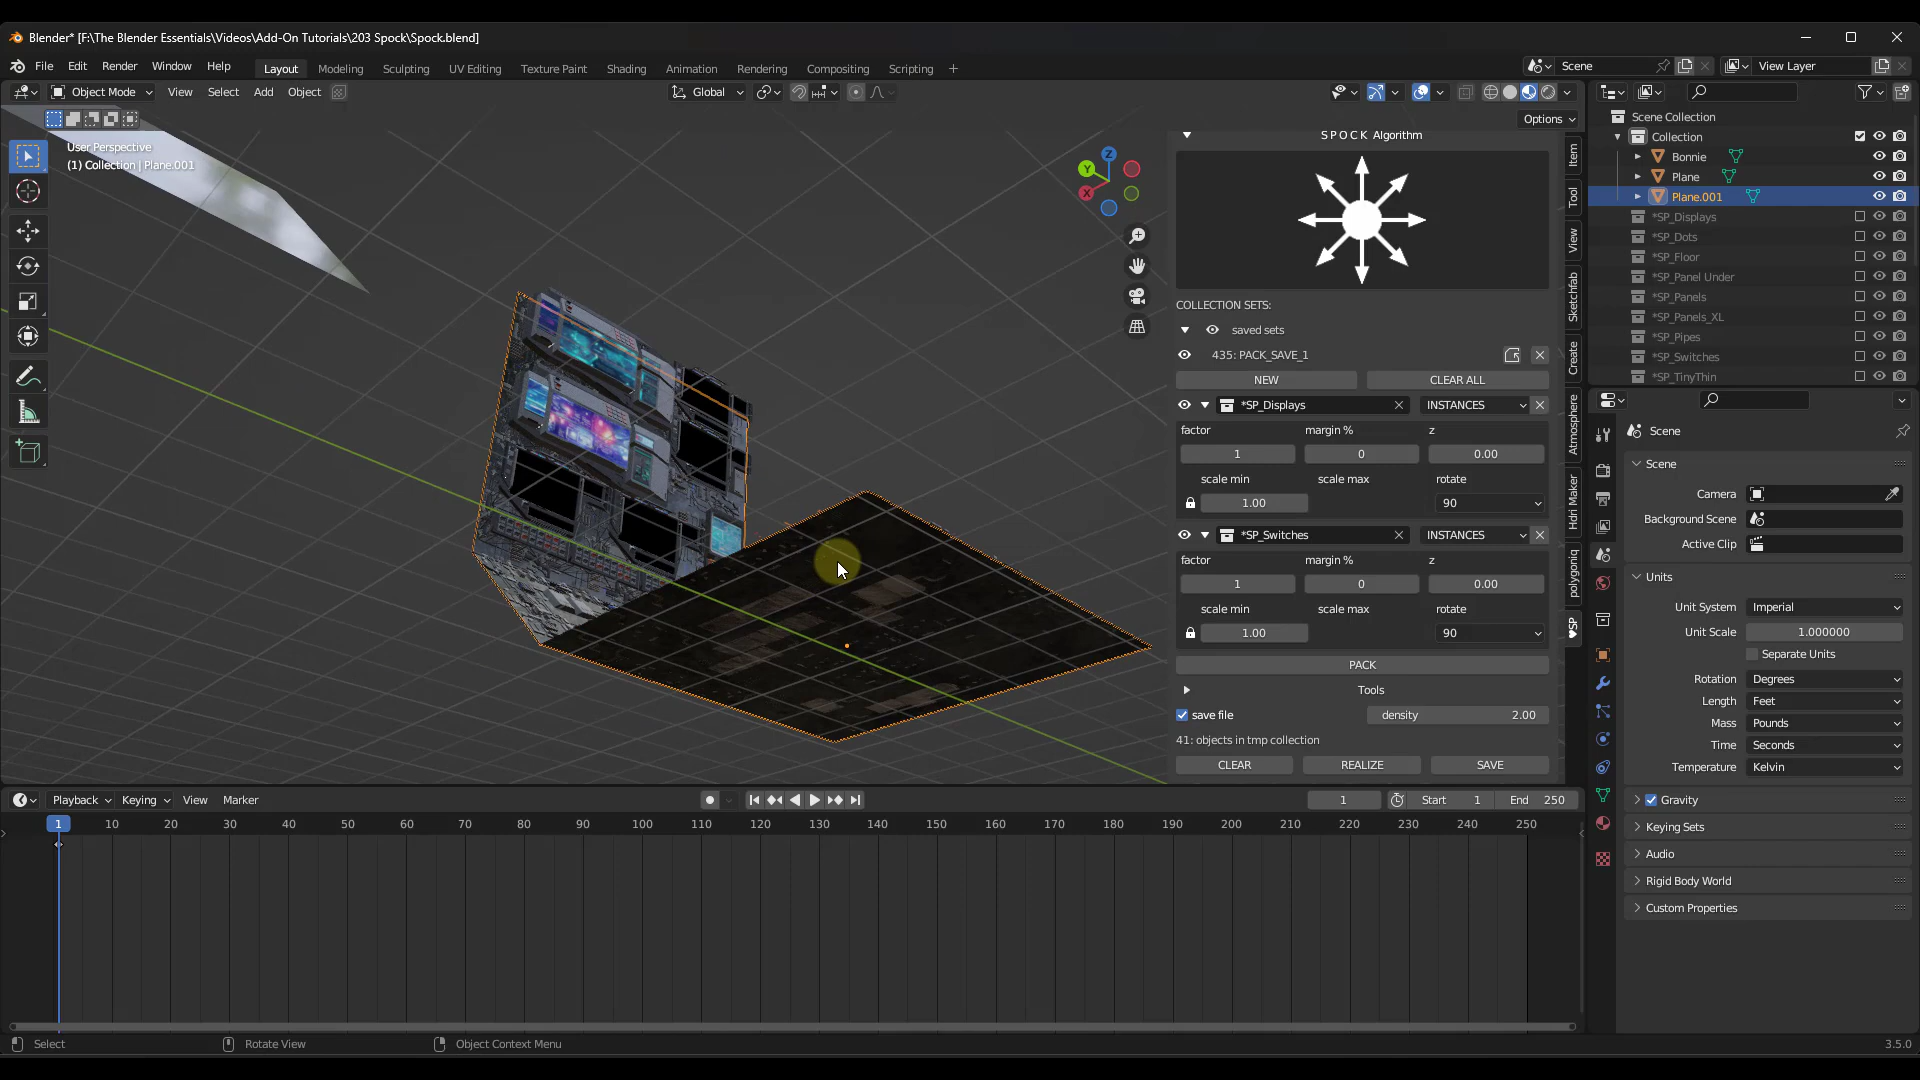 Blender* [F:\The Blender Essentials\Videos\Add-On Tutorials\203 Spock\Spock.blend]
File Edit Render Window Help Layout Modeling Sculpting UV Editing Texture Paint Shading Animation Rendering Compositing Scripting + Scene View Layer
Object Mode View Select Add Object Global
Options
User Perspective
(1) Collection | Plane.001
Z
Y
X
S P O C K Algorithm
COLLECTION SETS:
saved sets
435: PACK_SAVE_1
NEW CLEAR ALL
*SP_Displays INSTANCES
factor margin % z
1 0 0.00
scale min scale max rotate
1.00 90
*SP_Switches INSTANCES
factor margin % z
1 0 0.00
scale min scale max rotate
1.00 90
PACK
Tools
save file density 2.00
41: objects in tmp collection
CLEAR REALIZE SAVE
Item
Tool
View
Sketchfab
Create
Atmosphere
Hdri Maker
polygoniq
♥SP
Scene Collection
Collection
Bonnie
Plane
Plane.001
*SP_Displays
*SP_Dots
*SP_Floor
*SP_Panel Under
*SP_Panels
*SP_Panels_XL
*SP_Pipes
*SP_Switches
*SP_TinyThin
Scene
Scene
Camera
Background Scene
Active Clip
Units
Unit System Imperial
Unit Scale 1.000000
Separate Units
Rotation Degrees
Length Feet
Mass Pounds
Time Seconds
Temperature Kelvin
Gravity
Keying Sets
Audio
Rigid Body World
Custom Properties
Playback Keying View Marker 1 Start 1 End 250
1 10 20 30 40 50 60 70 80 90 100 110 120 130 140 150 160 170 180 190 200 210 220 230 240 250
Select Rotate View Object Context Menu 3.5.0